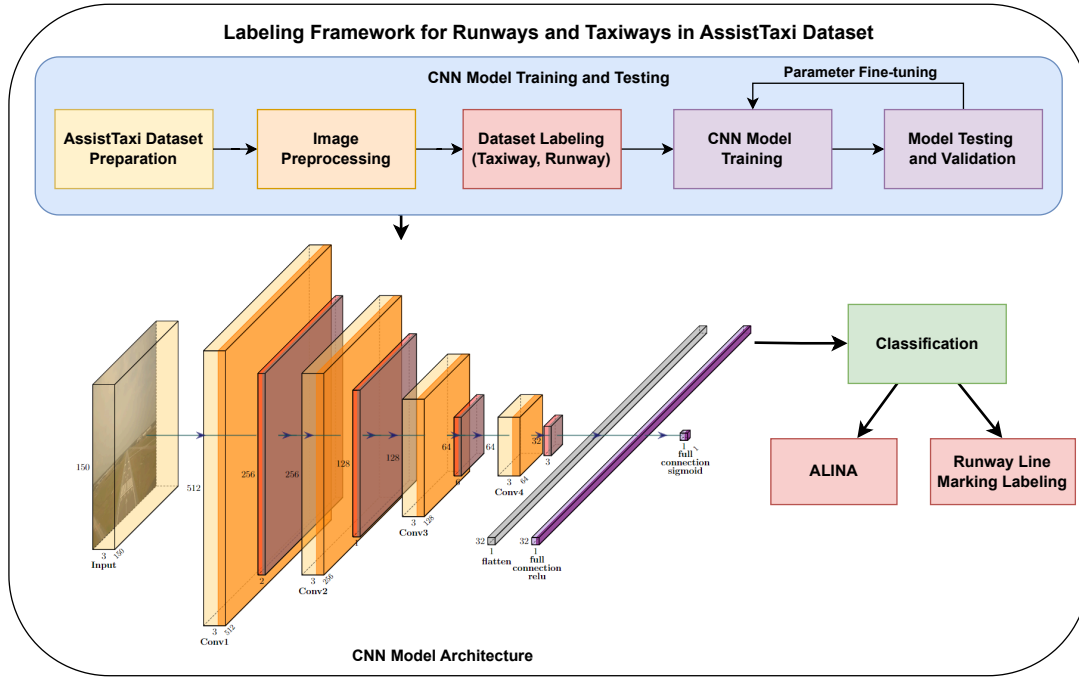 Labeling Framework for Runways and Taxiways in AssistTaxi Dataset
CNN Model Training and Testing
Parameter Fine-tuning
AssistTaxi Dataset
Preparation
Image
Preprocessing
Dataset Labeling
(Taxiway, Runway)
CNN Model
Training
Model Testing
and Validation
150
3
150
Input
512
3
512
Conv1
256
2
256
3
256
Conv2
128
1
128
3
128
Conv3
64
6
64
3
64
Conv4
32
3
32
1
flatten
32
1
full
connection
relu
1
1
full
connection
sigmoid
Classification
ALINA
Runway Line
Marking Labeling
CNN Model Architecture